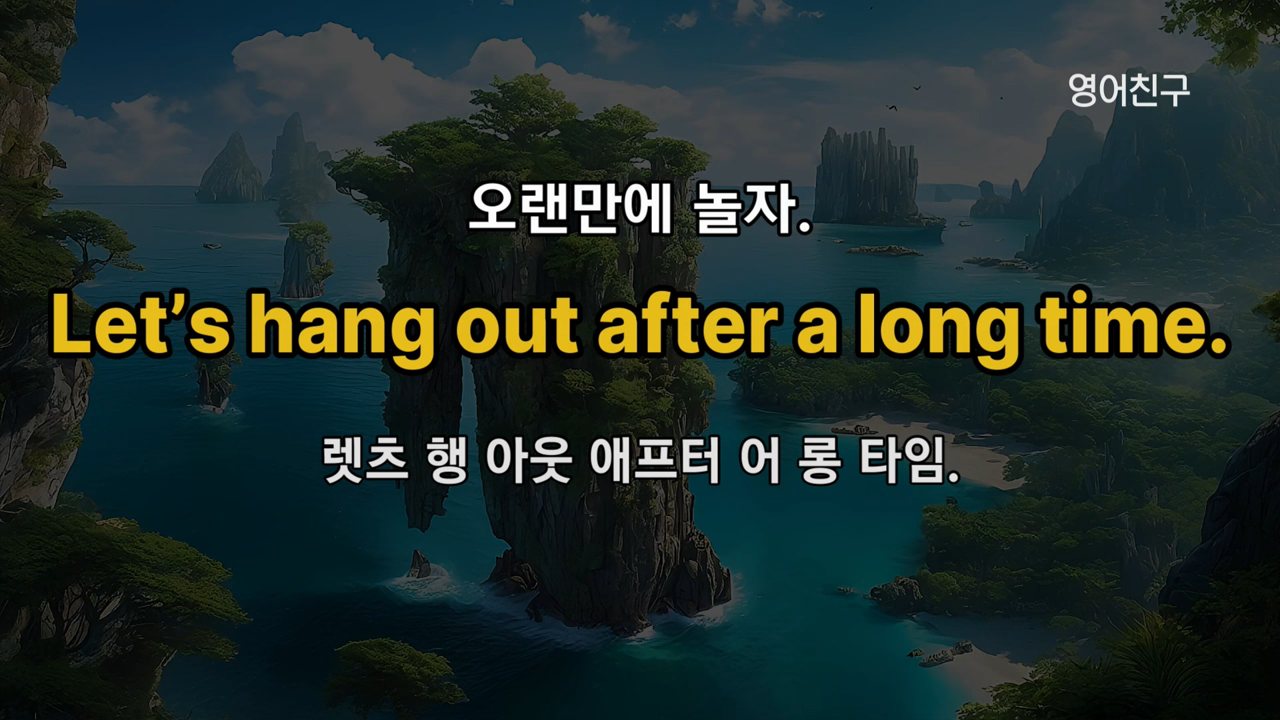 영어친구
오랜만에 놀자.
Let’s hang out after a long time.
렛츠 행 아웃 애프터 어 롱 타임.